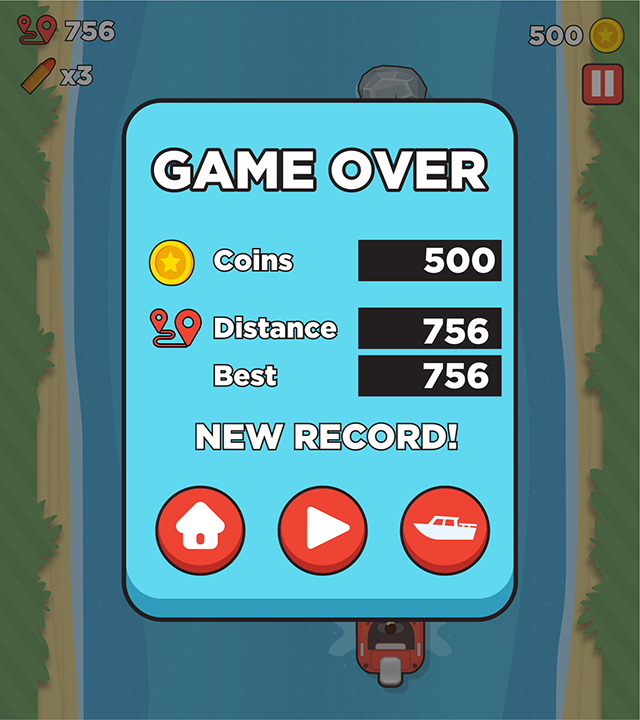 756
500
x3
GAME OVER
Coins 500
Distance 756
Best 756
NEW RECORD!